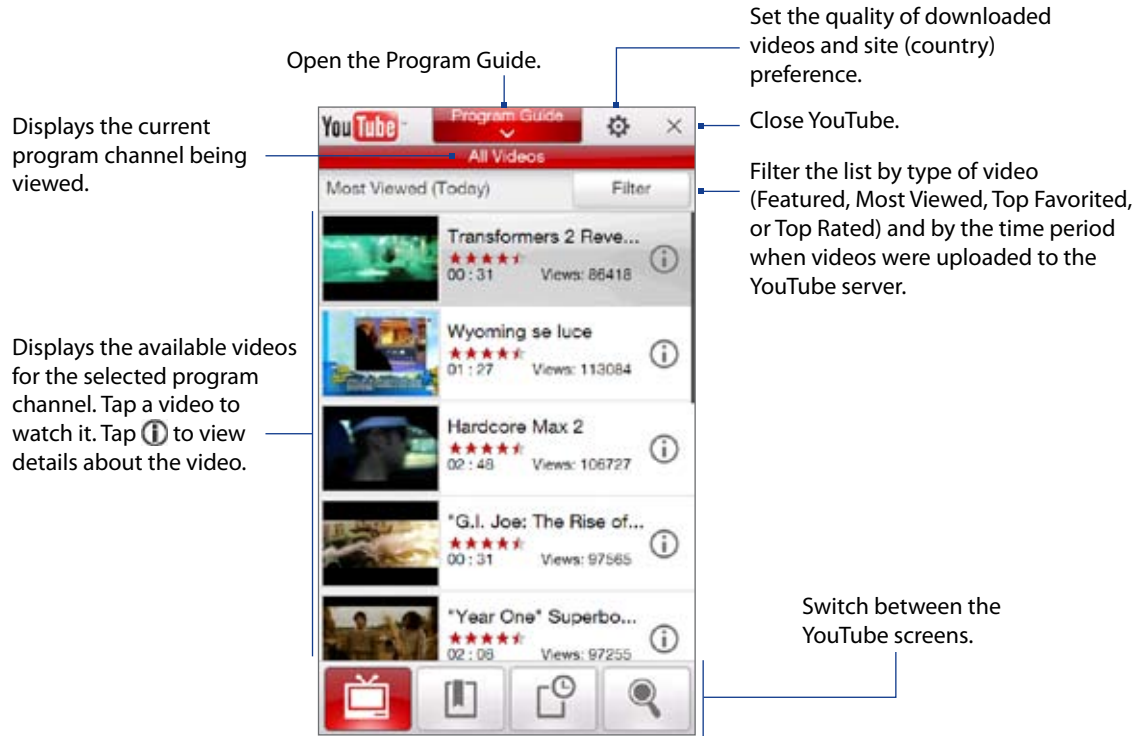 Set the quality of downloaded
videos and site (country)
preference.
Open the Program Guide.
Close YouTube.
Displays the current
program channel being
viewed.
Filter the list by type of video
(Featured, Most Viewed, Top Favorited,
or Top Rated) and by the time period
when videos were uploaded to the
YouTube server.
Displays the available videos
for the selected program
channel. Tap a video to
watch it. Tap ⓘ to view
details about the video.
Switch between the
YouTube screens.
YouTube™
Program Guide
All Videos
Most Viewed (Today)
Filter
Transformers 2 Reve...
00 : 31 Views: 86418
Wyoming se luce
01 : 27 Views: 113084
Hardcore Max 2
02 : 48 Views: 106727
"G.I. Joe: The Rise of...
00 : 31 Views: 97565
"Year One" Superbo...
02 : 08 Views: 97255